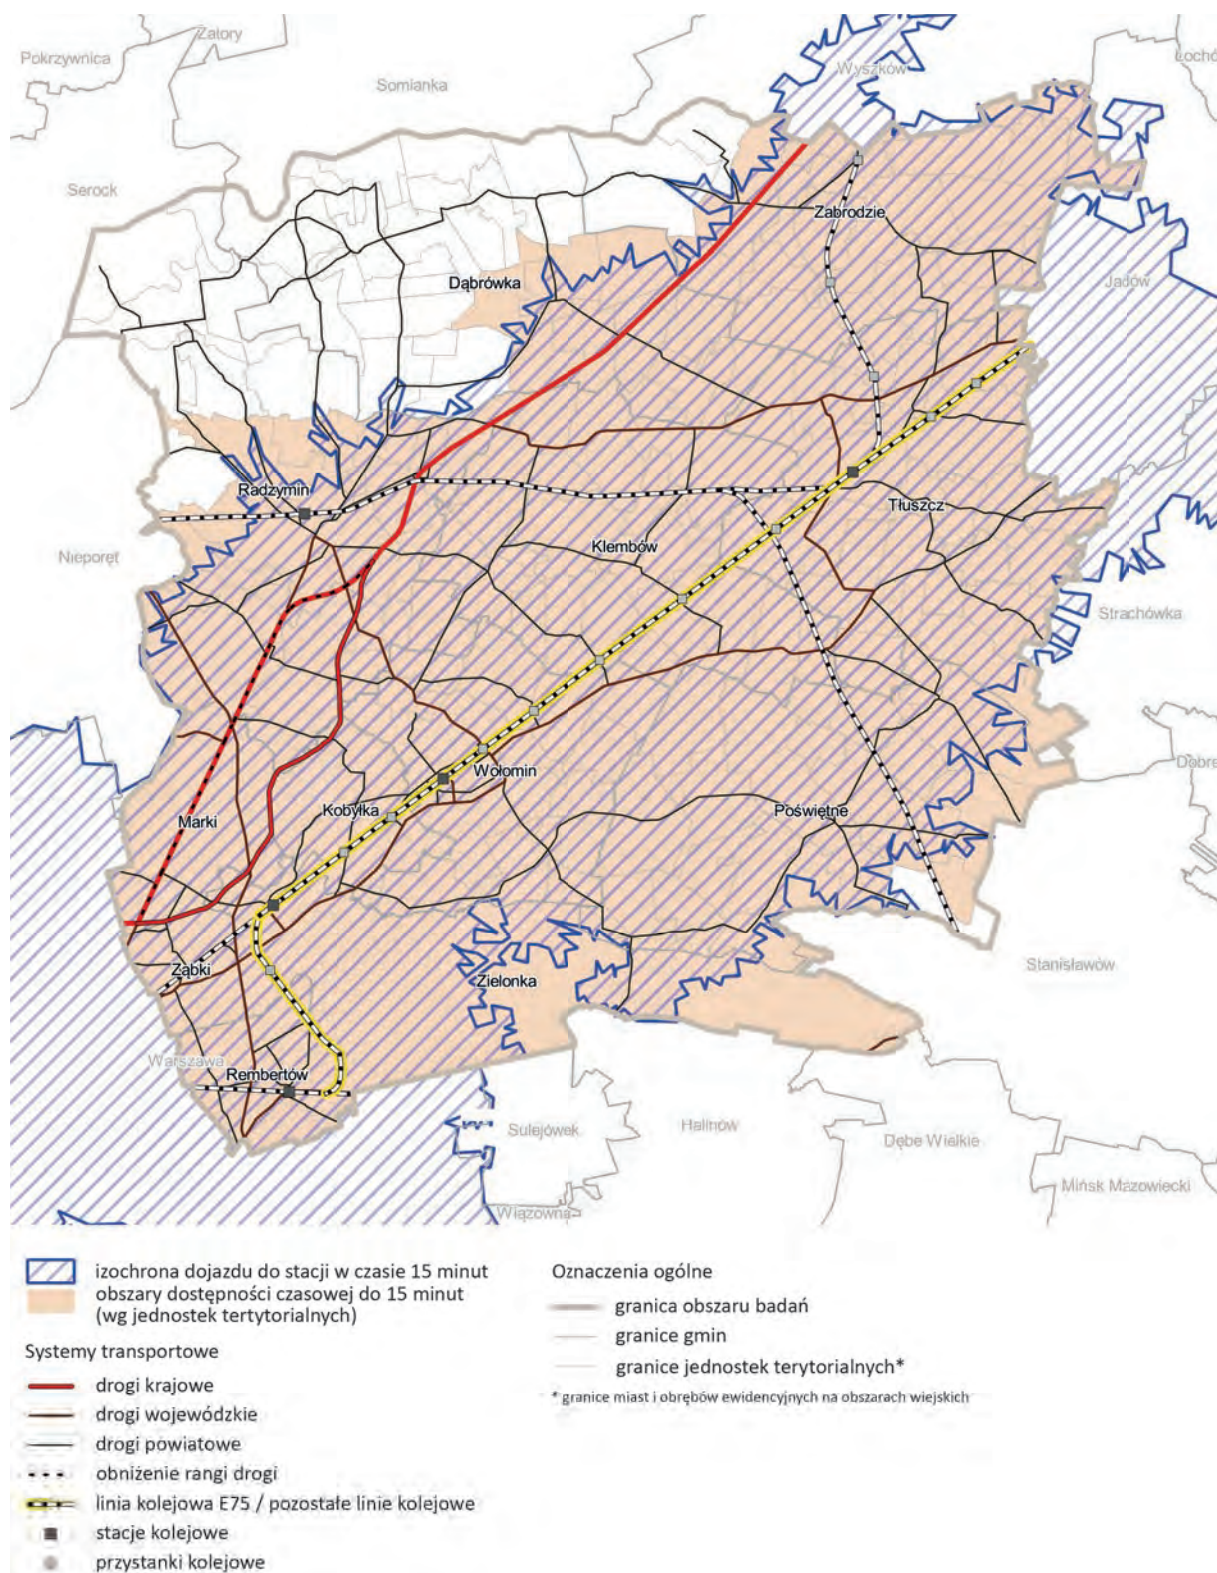 Zatory
Pokrzywnica
Somianka
Wyszków
Łochó
Serock
Zabrodzie
Dąbrówka
Jadów
Radzymin
Tłuszcz
Nieporęt
Klembów
Strachówka
Dobre
Wołomin
Kobyłka
Poświętne
Marki
Ząbki
Zielonka
Stanisławów
Warszawa
Rembertów
Sulejówek
Halinów
Dębe Wielkie
Mińsk Mazowiecki
Wiązowna
izochrona dojazdu do stacji w czasie 15 minut
obszary dostępności czasowej do 15 minut
(wg jednostek tertytorialnych)
Systemy transportowe
drogi krajowe
drogi wojewódzkie
drogi powiatowe
obniżenie rangi drogi
linia kolejowa E75 / pozostałe linie kolejowe
stacje kolejowe
przystanki kolejowe
Oznaczenia ogólne
granica obszaru badań
granice gmin
granice jednostek terytorialnych*
* granice miast i obrębów ewidencyjnych na obszarach wiejskich